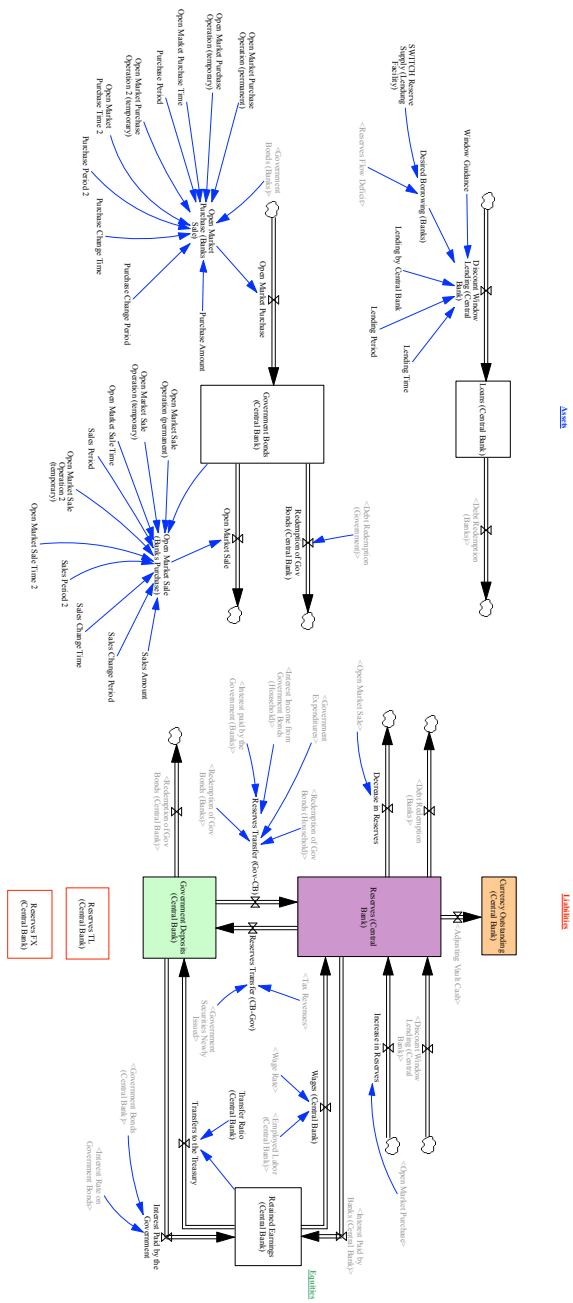 Assets
Liabilities
Equities
Window Guidance
SWITCH Reserve
Supply (Lending
Facility)
Desired Borrowing (Banks)
<Reserves Flow Deficit>
Discount Window
Lending (Central
Bank)
Lending by Central
Bank
Lending Period
Lending Time
Loans (Central Bank)
<Debt Redemption
(Banks)>
<Government
Bonds (Banks)>
Open Market Purchase
Operation (permanent)
Open Market Purchase
Operation (temporary)
Open Market Purchase Time
Purchase Period
Open Market Purchase
Operation 2 (temporary)
Open Market
Purchase Time 2
Purchase Period 2
Purchase Change Time
Purchase Change Period
Purchase Amount
Open Market
Purchase (Banks
Sale)
Open Market Purchase
Government Bonds
(Central Bank)
<Debt Redemption
(Government)>
Redemption of Gov
Bonds (Central Bank)
Open Market Sale
Open Market Sale
Operation (permanent)
Open Market Sale
Operation (temporary)
Open Market Sale Time
Sales Period
Open Market Sale
Operation 2
(temporary)
Open Market Sale Time 2
Sales Period 2
Sales Change Time
Sales Change Period
Sales Amount
Open Market Sale
(Banks Purchase)
Currency Outstanding
(Central Bank)
<Adjusting Vault Cash>
<Debt Redemption
(Banks)>
<Discount Window
Lending (Central
Bank)>
<Open Market Sale>
Decrease in Reserves
Reserves (Central
Bank)
Increase in Reserves
<Open Market Purchase>
<Government
Expenditures>
<Interest Income from
Government Bonds
(Household)>
<Interest paid by the
Government (Banks)>
<Redemption of Gov
Bonds (Household)>
<Redemption of Gov
Bonds (Banks)>
Reserves Transfer (Gov-CB)
Reserves Transfer (CB-Gov)
<Tax Revenues>
<Government
Securities Newly
Issued>
Wages (Central Bank)
<Wage Rate>
<Employed Labor
(Central Bank)>
<Interest Paid by
Banks (Central Bank)>
<Redemption of Gov
Bonds (Central Bank)>
Government Deposits
(Central Bank)
Transfer Ratio
(Central Bank)
Transfers to the Treasury
Retained Earnings
(Central Bank)
<Government Bonds
(Central Bank)>
<Interest Rate on
Government Bonds>
Interest Paid by the
Government
Reserves TL
(Central Bank)
Reserves FX
(Central Bank)